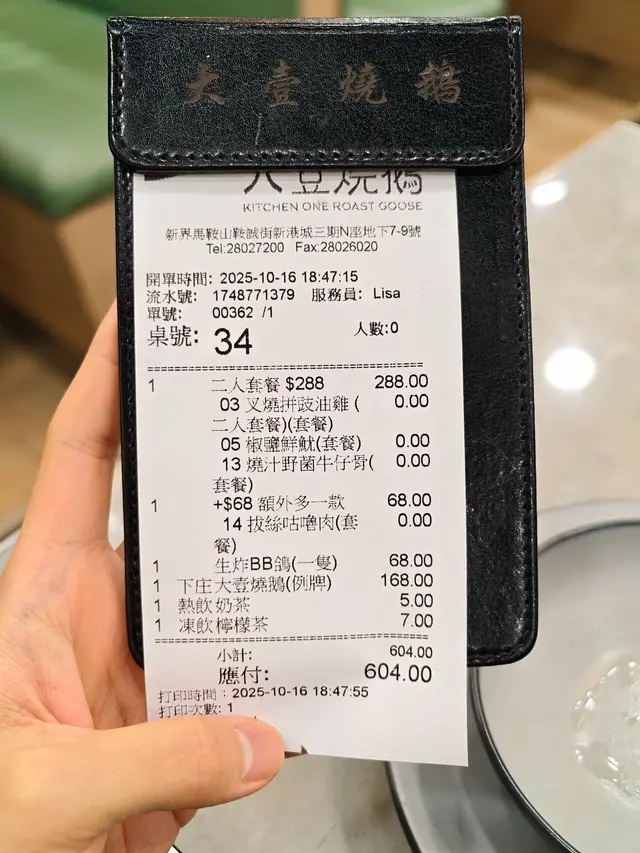 大壹燒鵝
大壹燒鵝
KITCHEN ONE ROAST GOOSE
新界馬鞍山鞍誠街新港城三期N座地下7-9號
Tel:28027200 Fax:28026020
開單時間: 2025-10-16 18:47:15
流水號: 1748771379 服務員: Lisa
單號: 00362 /1
桌號: 34 人數:0
1 二人套餐 $288 288.00
03 叉燒拼豉油雞 ( 0.00
二人套餐)(套餐)
05 椒鹽鮮魷(套餐) 0.00
13 燒汁野菌牛仔骨( 0.00
套餐)
1 +$68 額外多一款 68.00
14 拔絲咕嚕肉(套 0.00
餐)
1 生炸BB鴿(一隻) 68.00
1 下庄大壹燒鵝(例牌) 168.00
1 熱飲奶茶 5.00
1 凍飲檸檬茶 7.00
小計: 604.00
應付: 604.00
打印時間：2025-10-16 18:47:55
打印次數: 1